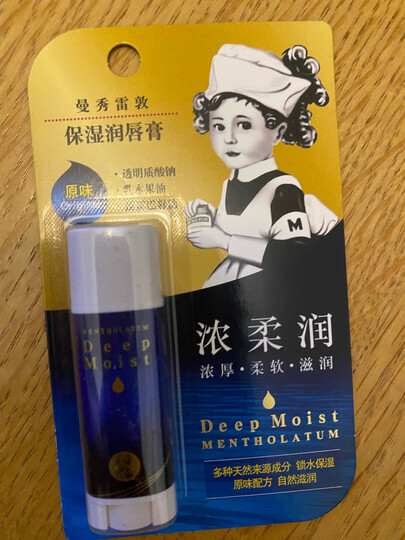 曼秀雷敦
保湿润唇膏
原味
·透明质酸钠
·乳木果油
M
MENTHOLATUM
Deep
Moist
浓柔润
浓厚·柔软·滋润
Deep Moist
MENTHOLATUM
多种天然来源成分 锁水保湿
原味配方 自然滋润